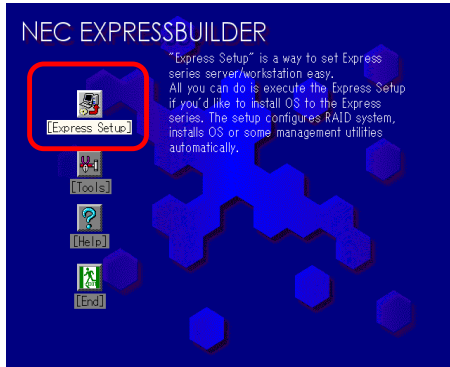 NEC EXPRESSBUILDER
"Express Setup" is a way to set Express
series server/workstation easy.
All you can do is execute the Express Setup
if you'd like to install OS to the Express
series. The setup configures RAID system,
installs OS or some management utilities
automatically.
[Express Setup]
[Tools]
[Help]
[End]